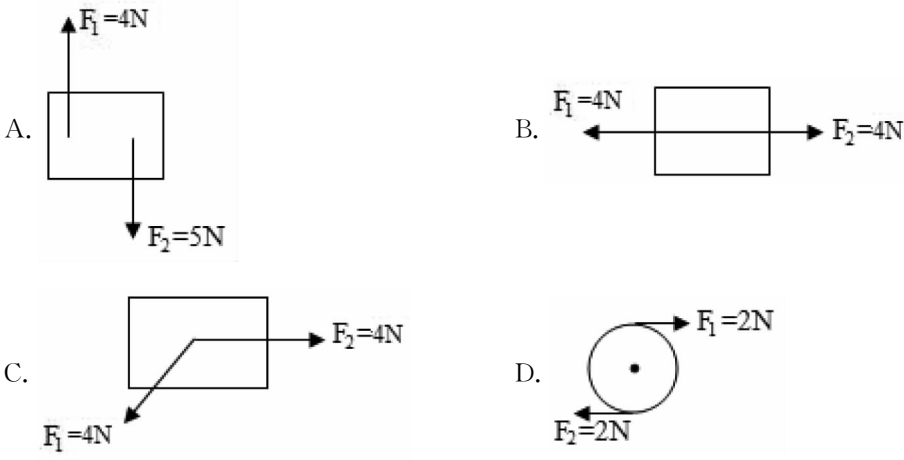 F₁=4N
A.
F₂=5N
F₁=4N
B.
F₂=4N
C.
F₂=4N
F₁=4N
D.
F₁=2N
F₂=2N